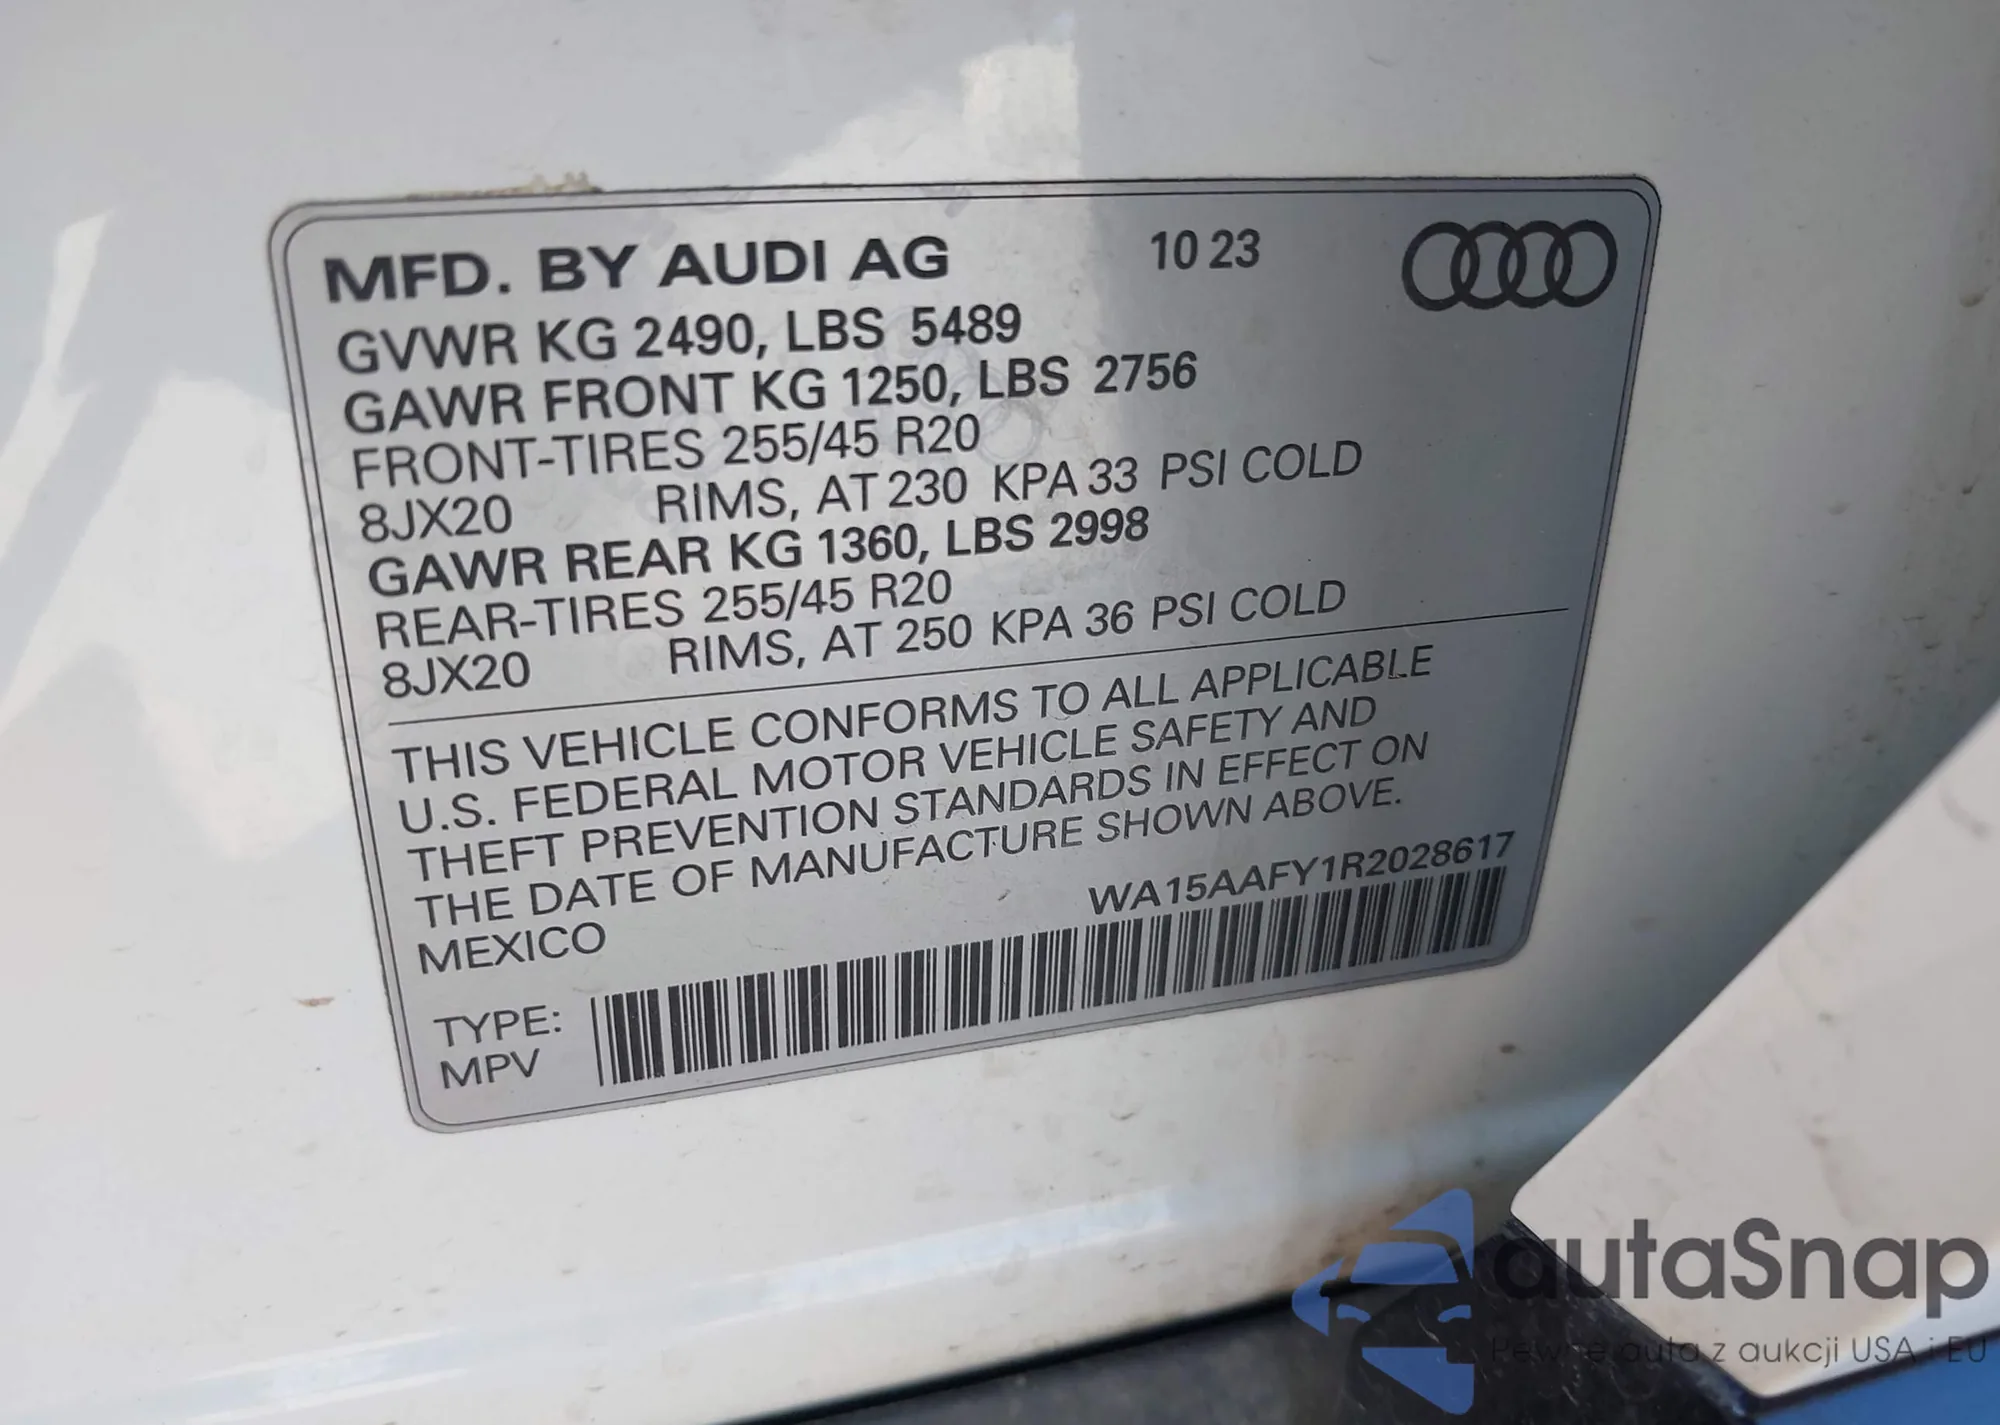 MFD. BY AUDI AG 10 23
GVWR KG 2490, LBS 5489
GAWR FRONT KG 1250, LBS 2756
FRONT-TIRES 255/45 R20
8JX20 RIMS, AT 230 KPA 33 PSI COLD
GAWR REAR KG 1360, LBS 2998
REAR-TIRES 255/45 R20
8JX20 RIMS, AT 250 KPA 36 PSI COLD
THIS VEHICLE CONFORMS TO ALL APPLICABLE
U.S. FEDERAL MOTOR VEHICLE SAFETY AND
THEFT PREVENTION STANDARDS IN EFFECT ON
THE DATE OF MANUFACTURE SHOWN ABOVE.
MEXICO WA15AAFY1R2028617
TYPE:
MPV
autaSnap
Pewne auta z aukcji USA i EU